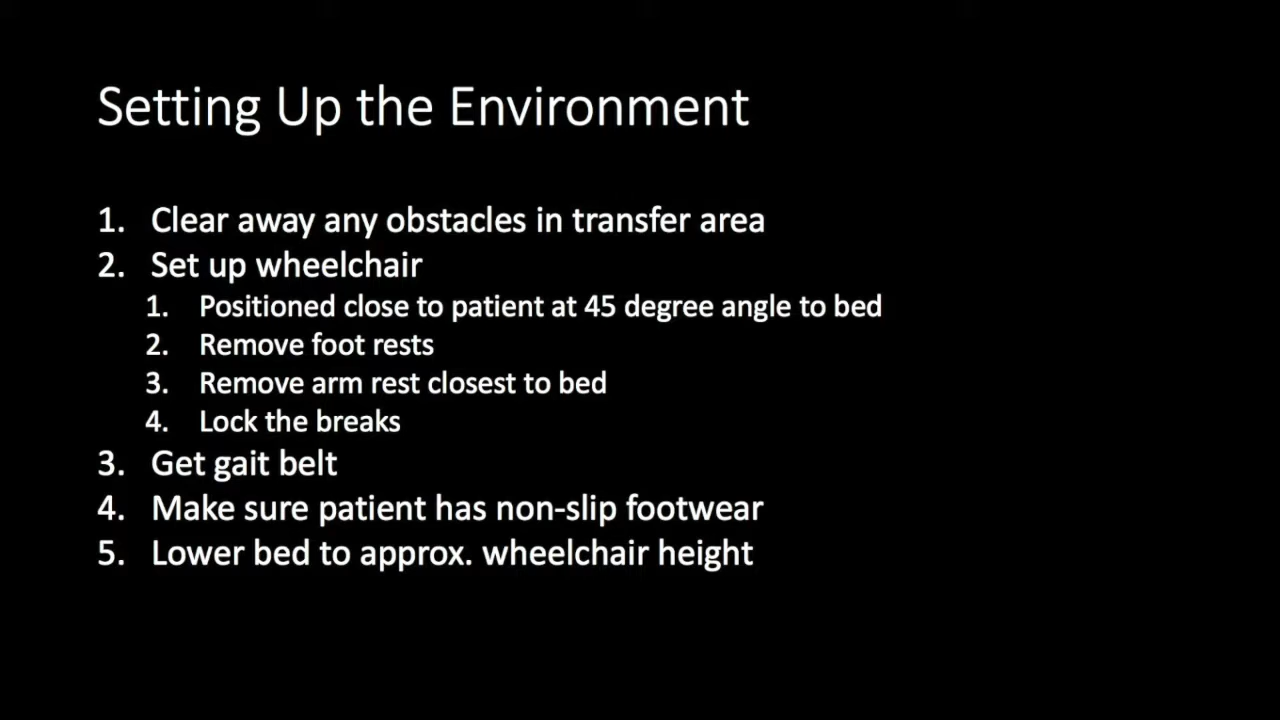 Setting Up the Environment
1. Clear away any obstacles in transfer area
2. Set up wheelchair
1. Positioned close to patient at 45 degree angle to bed
2. Remove foot rests
3. Remove arm rest closest to bed
4. Lock the breaks
3. Get gait belt
4. Make sure patient has non-slip footwear
5. Lower bed to approx. wheelchair height